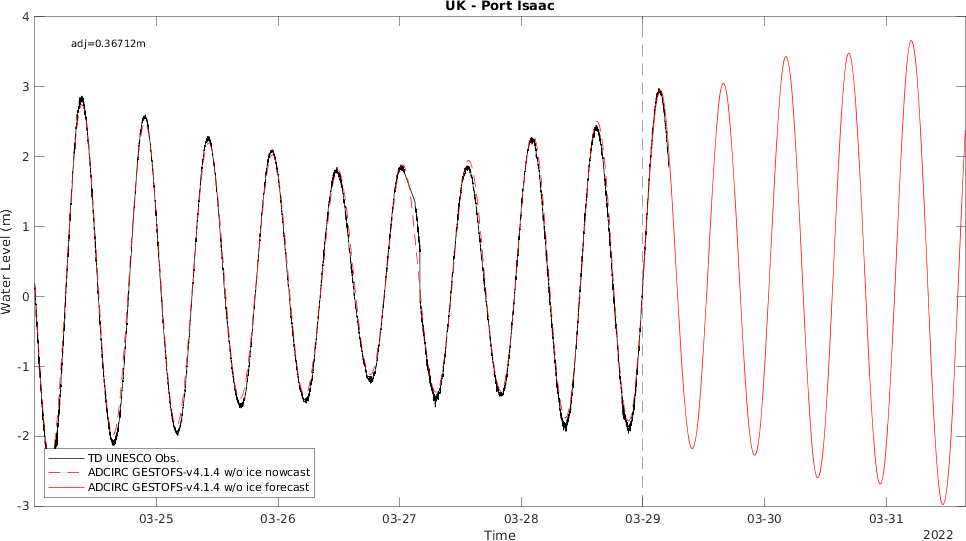 UK - Port Isaac
adj=0.36712m
4
3
2
1
0
-1
-2
-3
Water Level (m)
TD UNESCO Obs.
ADCIRC GESTOFS-v4.1.4 w/o ice nowcast
ADCIRC GESTOFS-v4.1.4 w/o ice forecast
03-25 03-26 03-27 03-28 03-29 03-30 03-31
Time
2022